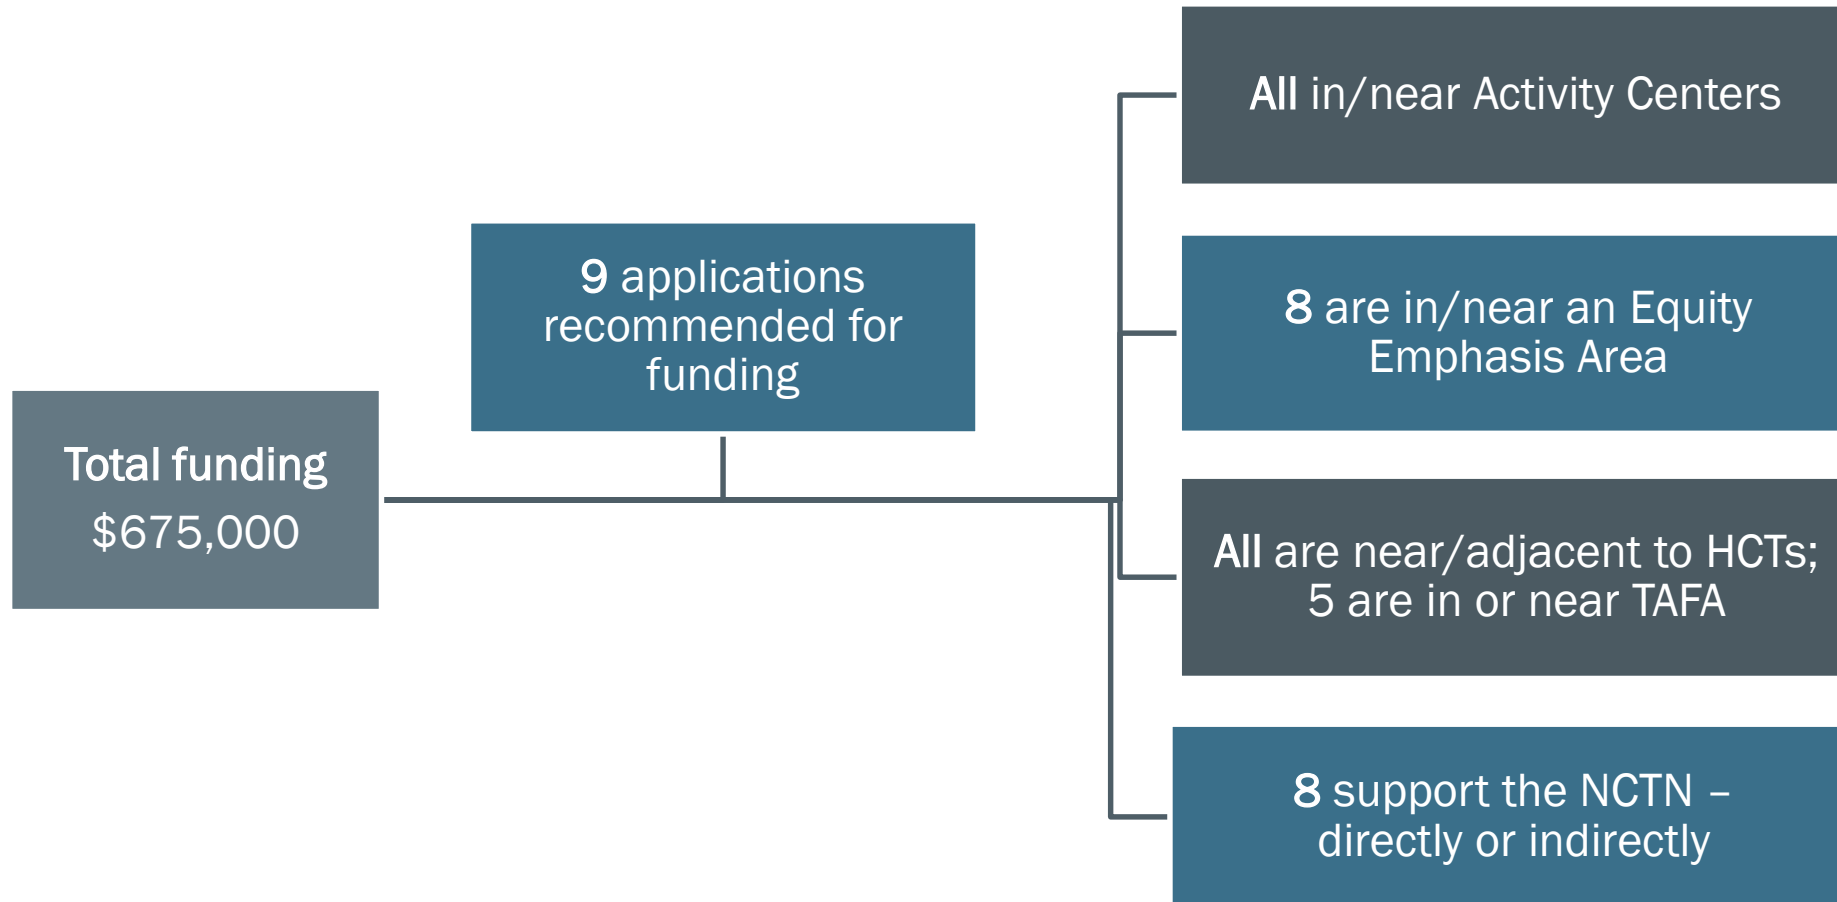 Total funding
$675,000
9 applications
recommended for
funding
All in/near Activity Centers
8 are in/near an Equity
Emphasis Area
All are near/adjacent to HCTs;
5 are in or near TAFA
8 support the NCTN –
directly or indirectly